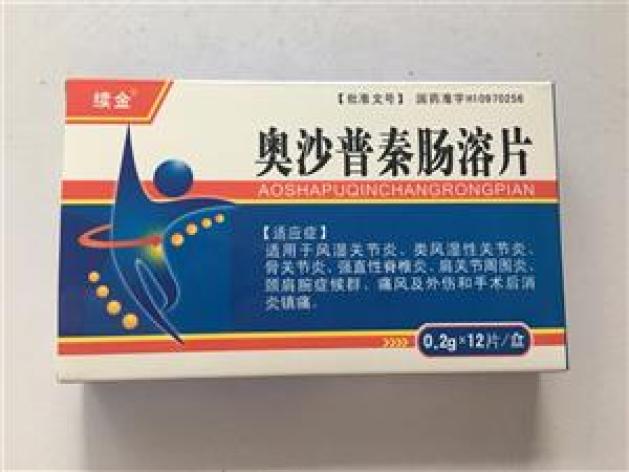 续金®
【批准文号】 国药准字H10970256
奥沙普秦肠溶片
AOSHAPUQINCHANGRONGPIAN
【适应症】
适用于风湿关节炎、类风湿性关节炎、
骨关节炎、强直性脊椎炎、肩关节周围炎、
颈肩腕症候群、痛风及外伤和手术后消
炎镇痛。
0.2g×12片/盒